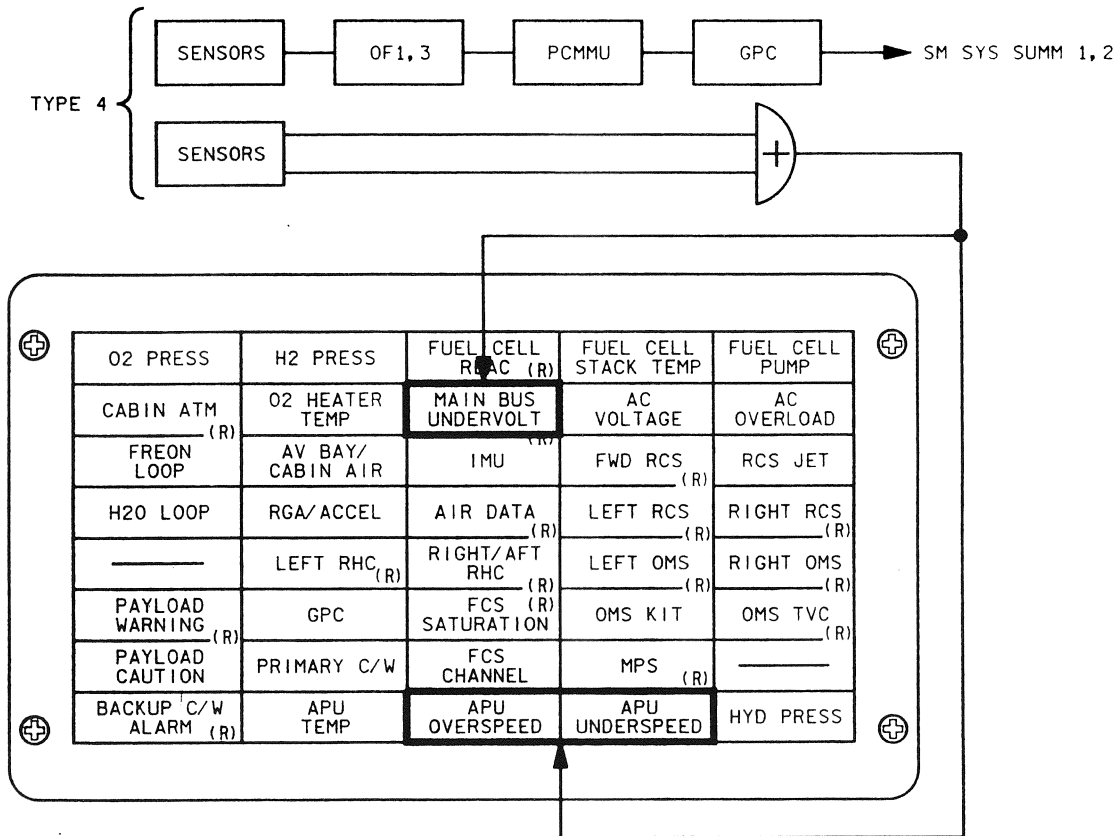 SENSORS
OF1,3
PCMMU
GPC
SM SYS SUMM 1,2
TYPE 4
SENSORS
+
O2 PRESS
H2 PRESS
FUEL CELL
REAC (R)
FUEL CELL
STACK TEMP
FUEL CELL
PUMP
CABIN ATM
(R)
O2 HEATER
TEMP
MAIN BUS
UNDERVOLT
(R)
AC
VOLTAGE
AC
OVERLOAD
FREON
LOOP
AV BAY/
CABIN AIR
IMU
FWD RCS
(R)
RCS JET
H2O LOOP
RGA/ACCEL
AIR DATA
(R)
LEFT RCS
(R)
RIGHT RCS
(R)
LEFT RHC
(R)
RIGHT/AFT
RHC
(R)
LEFT OMS
(R)
RIGHT OMS
(R)
PAYLOAD
WARNING
(R)
GPC
FCS (R)
SATURATION
OMS KIT
OMS TVC
(R)
PAYLOAD
CAUTION
PRIMARY C/W
FCS
CHANNEL
MPS
(R)
BACKUP C/W
ALARM (R)
APU
TEMP
APU
OVERSPEED
APU
UNDERSPEED
HYD PRESS